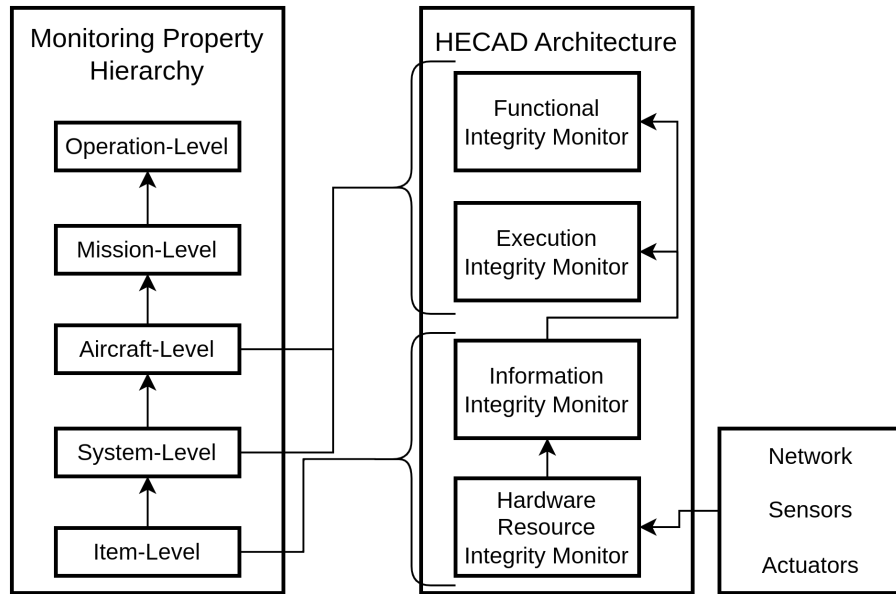 Monitoring Property
Hierarchy
Operation-Level
Mission-Level
Aircraft-Level
System-Level
Item-Level
HECAD Architecture
Functional
Integrity Monitor
Execution
Integrity Monitor
Information
Integrity Monitor
Hardware
Resource
Integrity Monitor
Network
Sensors
Actuators